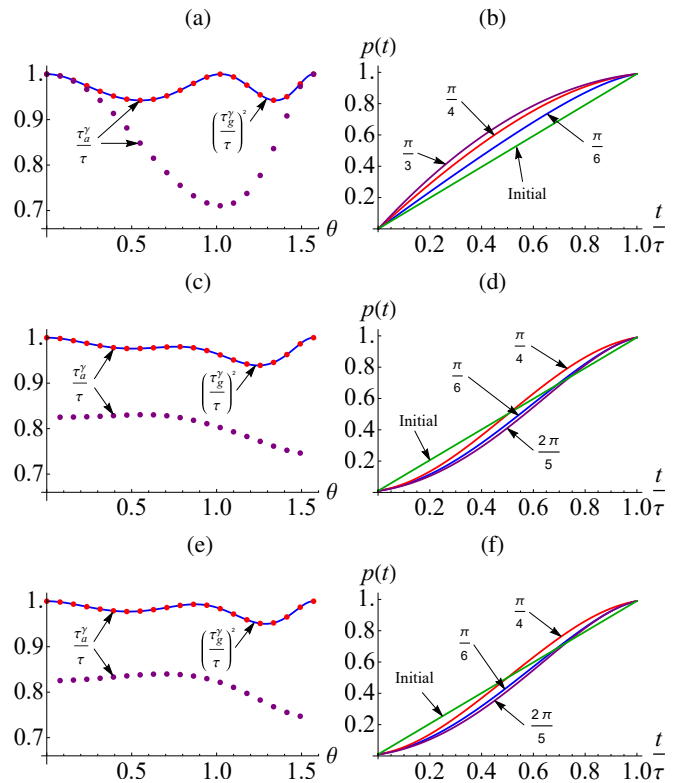 (a) (b)
p(t)
1. 1.0
0.9 0.8
0.8 0.6
0.7 0.4
0.2
τ_a^γ/τ (τ_g^γ/τ)²
π/3 π/4 π/6 Initial
0.5 1.0 1.5 θ
0.2 0.4 0.6 0.8 1.0 t/τ
(c) (d)
p(t)
1. 1.
0.9 0.8
0.8 0.6
0.7 0.4
0.2
τ_a^γ/τ (τ_g^γ/τ)²
Initial π/6 π/4 2π/5
0.5 1.0 1.5 θ
0.2 0.4 0.6 0.8 1.0 t/τ
(e) (f)
p(t)
1. 1.
0.9 0.8
0.8 0.6
0.7 0.4
0.2
τ_a^γ/τ (τ_g^γ/τ)²
Initial π/6 π/4 2π/5
0.5 1.0 1.5 θ
0.2 0.4 0.6 0.8 1.0 t/τ